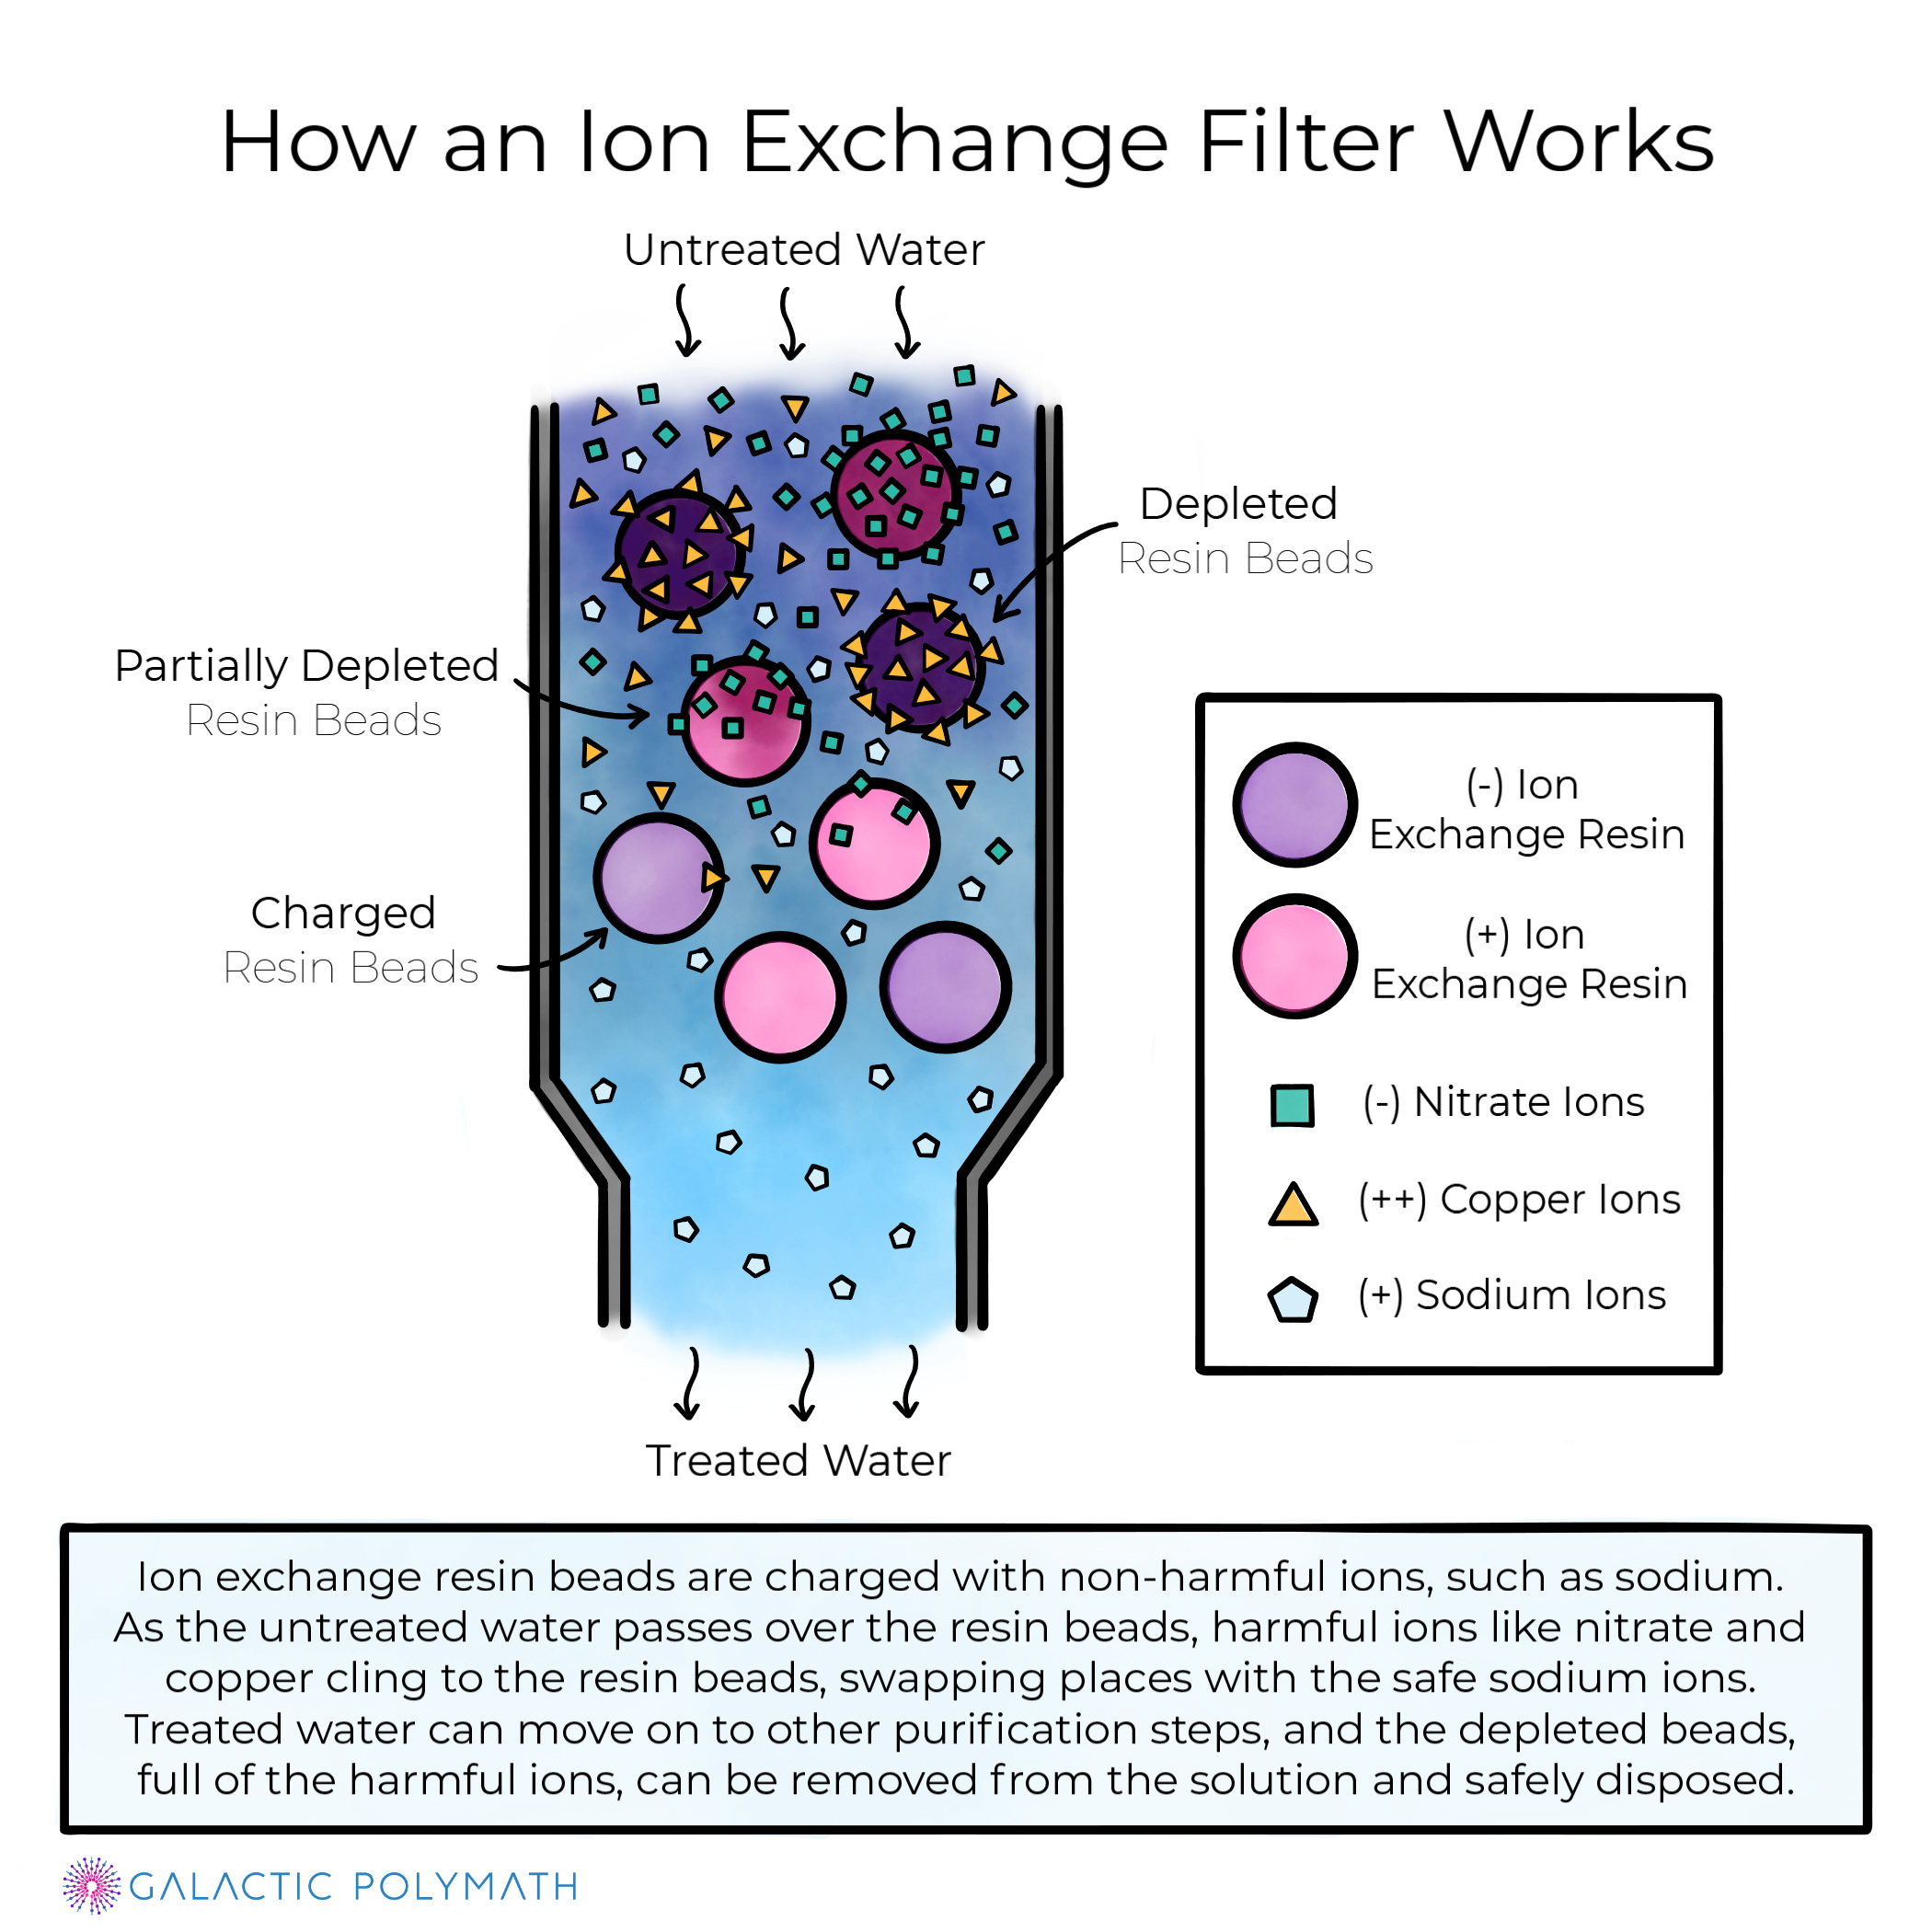 How an Ion Exchange Filter Works
Untreated Water
Depleted
Resin Beads
Partially Depleted
Resin Beads
Charged
Resin Beads
(-) Ion
Exchange Resin
(+) Ion
Exchange Resin
(-) Nitrate Ions
(++) Copper Ions
(+) Sodium Ions
Treated Water
Ion exchange resin beads are charged with non-harmful ions, such as sodium.
As the untreated water passes over the resin beads, harmful ions like nitrate and
copper cling to the resin beads, swapping places with the safe sodium ions.
Treated water can move on to other purification steps, and the depleted beads,
full of the harmful ions, can be removed from the solution and safely disposed.
GALACTIC POLYMATH